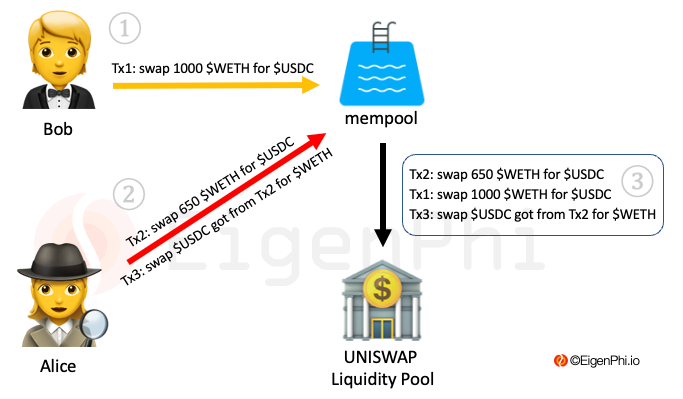 1
Tx1: swap 1000 $WETH for $USDC
Bob
mempool
2
Tx2: swap 650 $WETH for $USDC
Tx3: swap $USDC got from Tx2 for $WETH
3
Tx2: swap 650 $WETH for $USDC
Tx1: swap 1000 $WETH for $USDC
Tx3: swap $USDC got from Tx2 for $WETH
EigenPhi
$
Alice
UNISWAP
Liquidity Pool
©EigenPhi.io